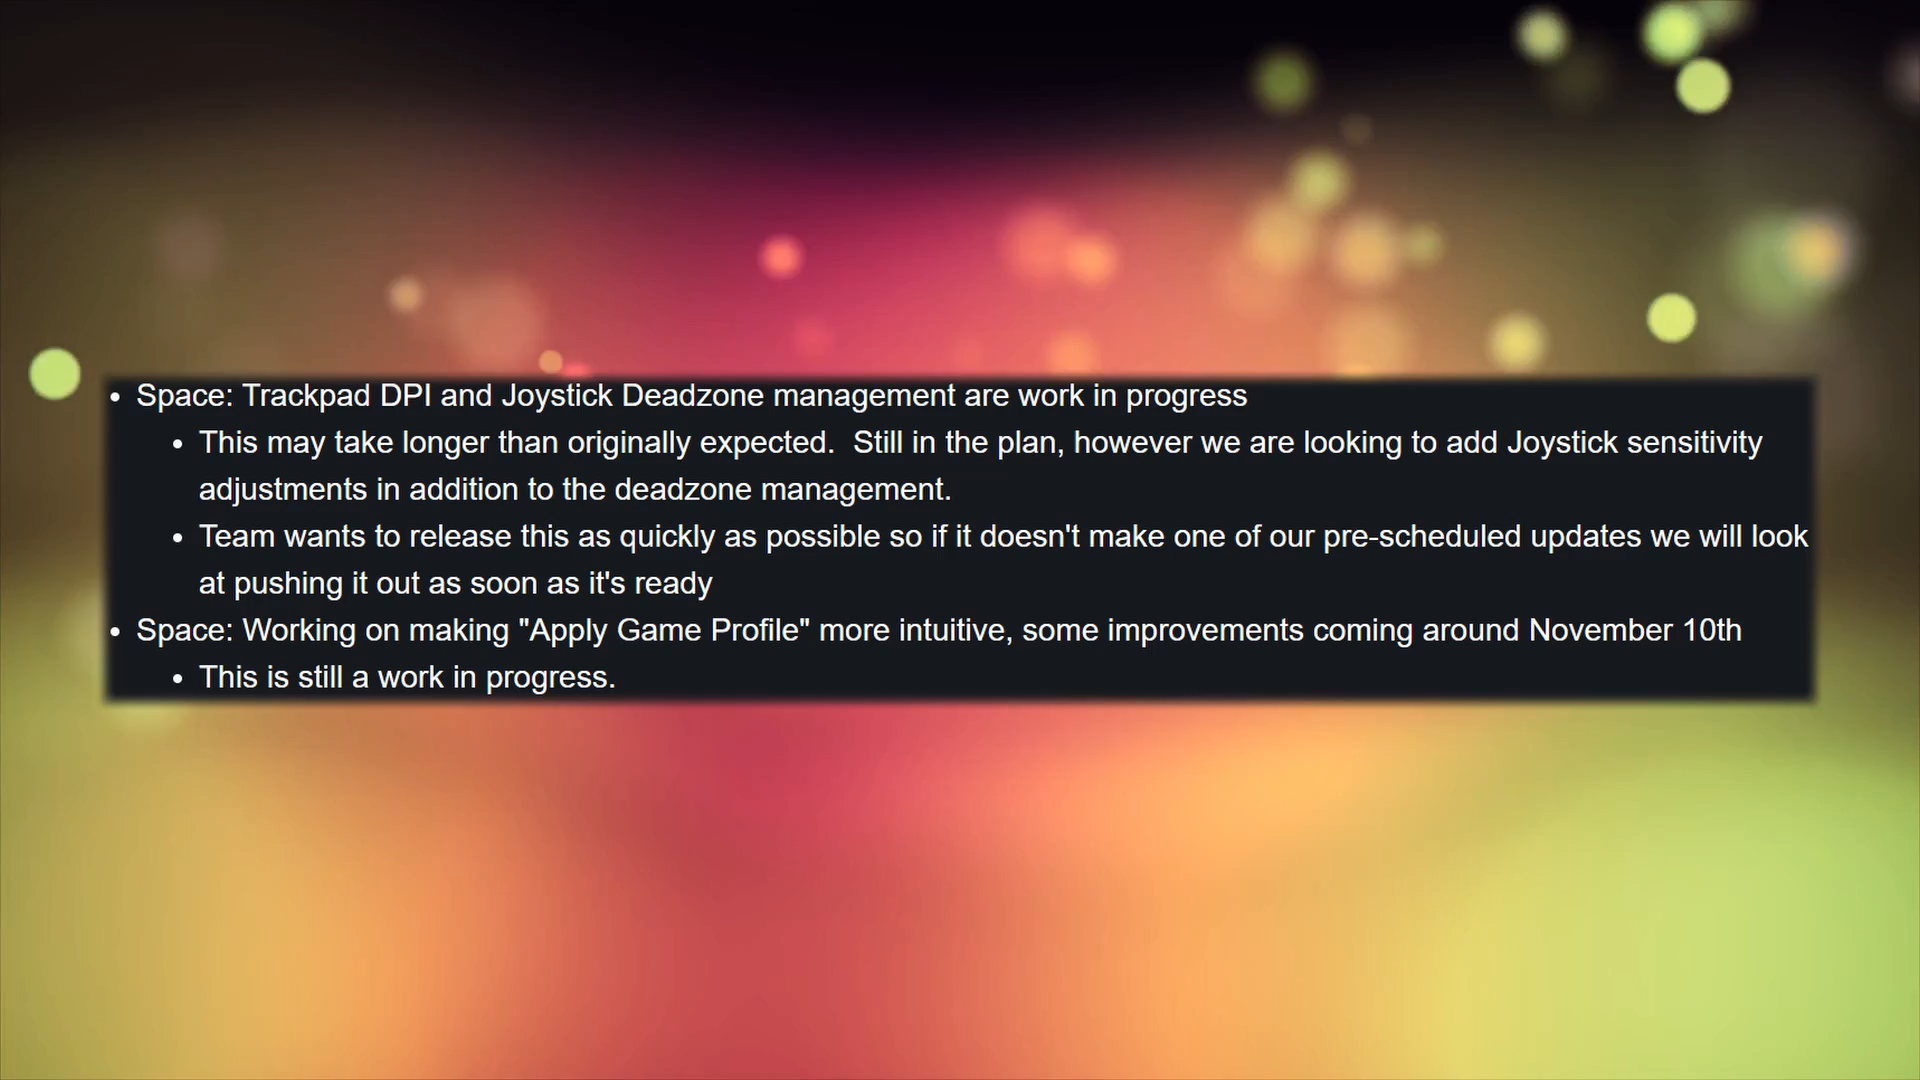 • Space: Trackpad DPI and Joystick Deadzone management are work in progress
• This may take longer than originally expected.  Still in the plan, however we are looking to add Joystick sensitivity
adjustments in addition to the deadzone management.
• Team wants to release this as quickly as possible so if it doesn't make one of our pre-scheduled updates we will look
at pushing it out as soon as it's ready
• Space: Working on making "Apply Game Profile" more intuitive, some improvements coming around November 10th
• This is still a work in progress.